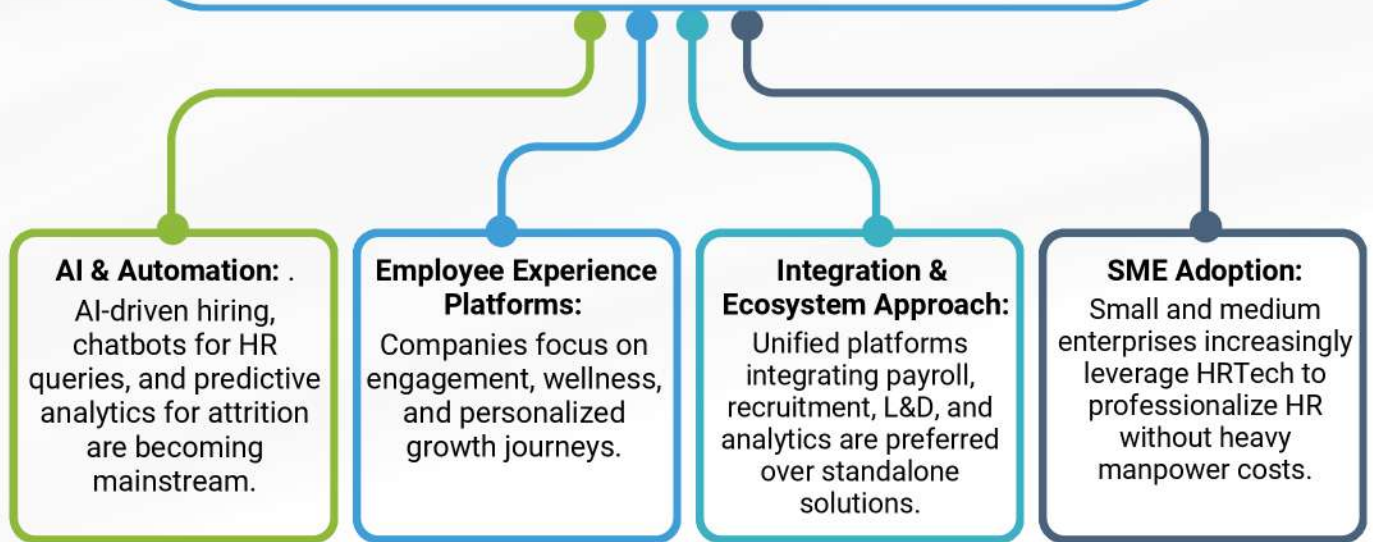 AI & Automation: .
AI-driven hiring,
chatbots for HR
queries, and predictive
analytics for attrition
are becoming
mainstream.
Employee Experience
Platforms:
Companies focus on
engagement, wellness,
and personalized
growth journeys.
Integration &
Ecosystem Approach:
Unified platforms
integrating payroll,
recruitment, L&D, and
analytics are preferred
over standalone
solutions.
SME Adoption:
Small and medium
enterprises increasingly
leverage HRTech to
professionalize HR
without heavy
manpower costs.